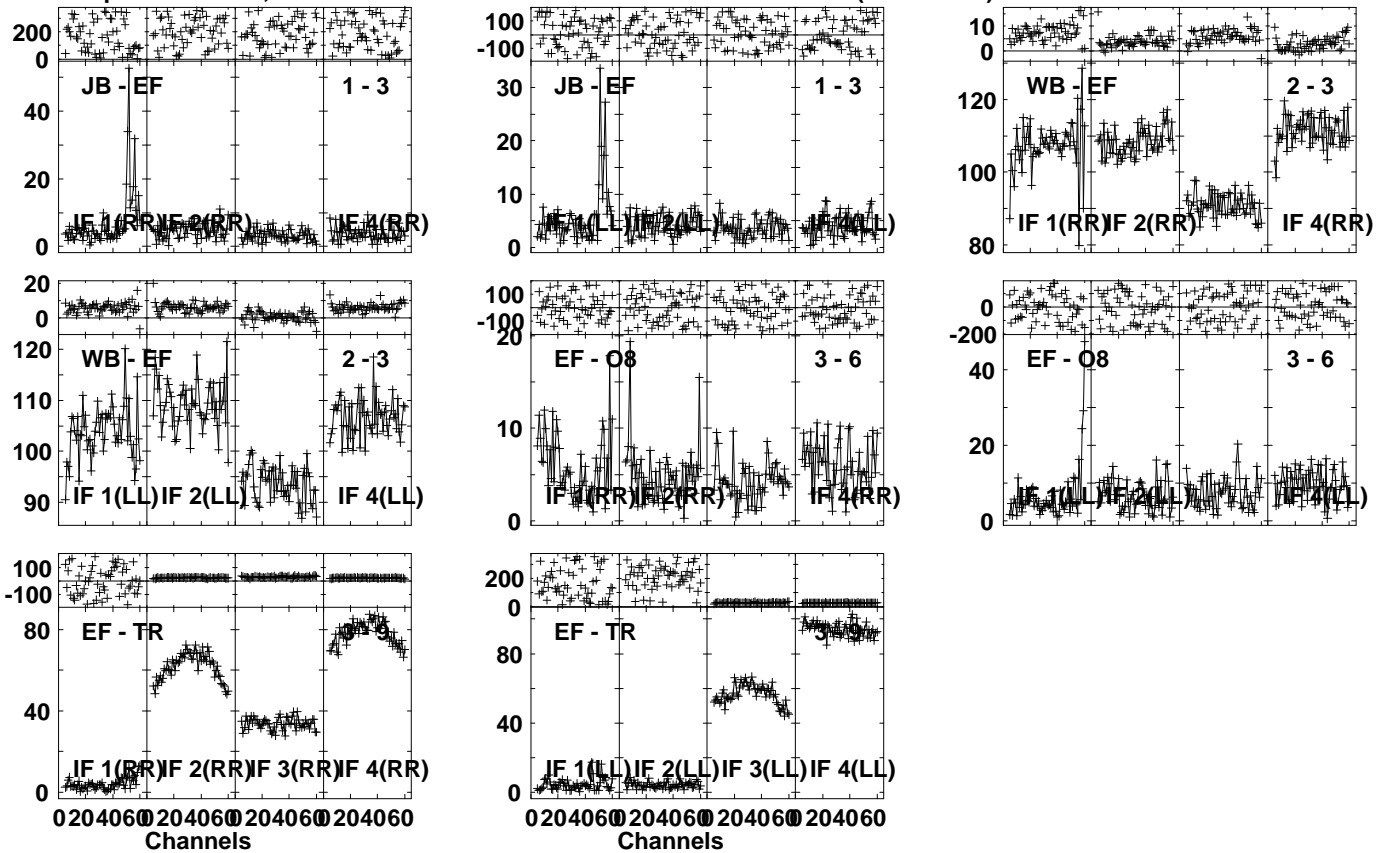 200
0
JB - EF
1 - 3
40
20
0
IF 1(RR)
IF 2(RR)
IF 4(RR)
100
-100
JB - EF
1 - 3
30
20
10
0
IF 1(LL)
IF 2(LL)
IF 4(LL)
10
0
WB - EF
2 - 3
120
100
80
IF 1(RR)
IF 2(RR)
IF 4(RR)
20
0
WB - EF
2 - 3
120
110
100
90
IF 1(LL)
IF 2(LL)
IF 4(LL)
100
-100
EF - O8
3 - 6
20
10
0
IF 1(RR)
IF 2(RR)
IF 4(RR)
0
-200
EF - O8
3 - 6
40
20
0
IF 1(LL)
IF 2(LL)
IF 4(LL)
100
-100
EF - TR
3 - 9
80
40
0
IF 1(RR)
IF 2(RR)
IF 3(RR)
IF 4(RR)
0 20 40 60 0 20 40 60 0 20 40 60 0 20 40 60
Channels
200
0
EF - TR
3 - 9
80
40
0
IF 1(LL)
IF 2(LL)
IF 3(LL)
IF 4(LL)
0 20 40 60 0 20 40 60 0 20 40 60 0 20 40 60
Channels